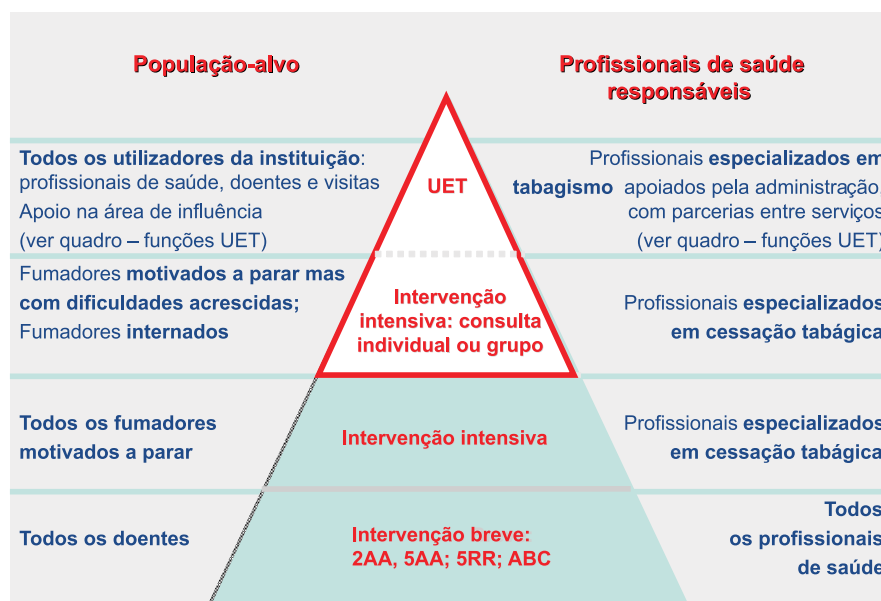 População-alvo
Profissionais de saúde
responsáveis
Todos os utilizadores da instituição:
profissionais de saúde, doentes e visitas
Apoio na área de influência
(ver quadro – funções UET)
UET
Profissionais especializados em
tabagismo apoiados pela administração,
com parcerias entre serviços
(ver quadro – funções UET)
Fumadores motivados a parar mas
com dificuldades acrescidas;
Fumadores internados
Intervenção
intensiva: consulta
individual ou grupo
Profissionais especializados
em cessação tabágica
Todos os fumadores
motivados a parar
Intervenção intensiva
Profissionais especializados
em cessação tabágica
Todos os doentes
Intervenção breve:
2AA, 5AA; 5RR; ABC
Todos
os profissionais
de saúde